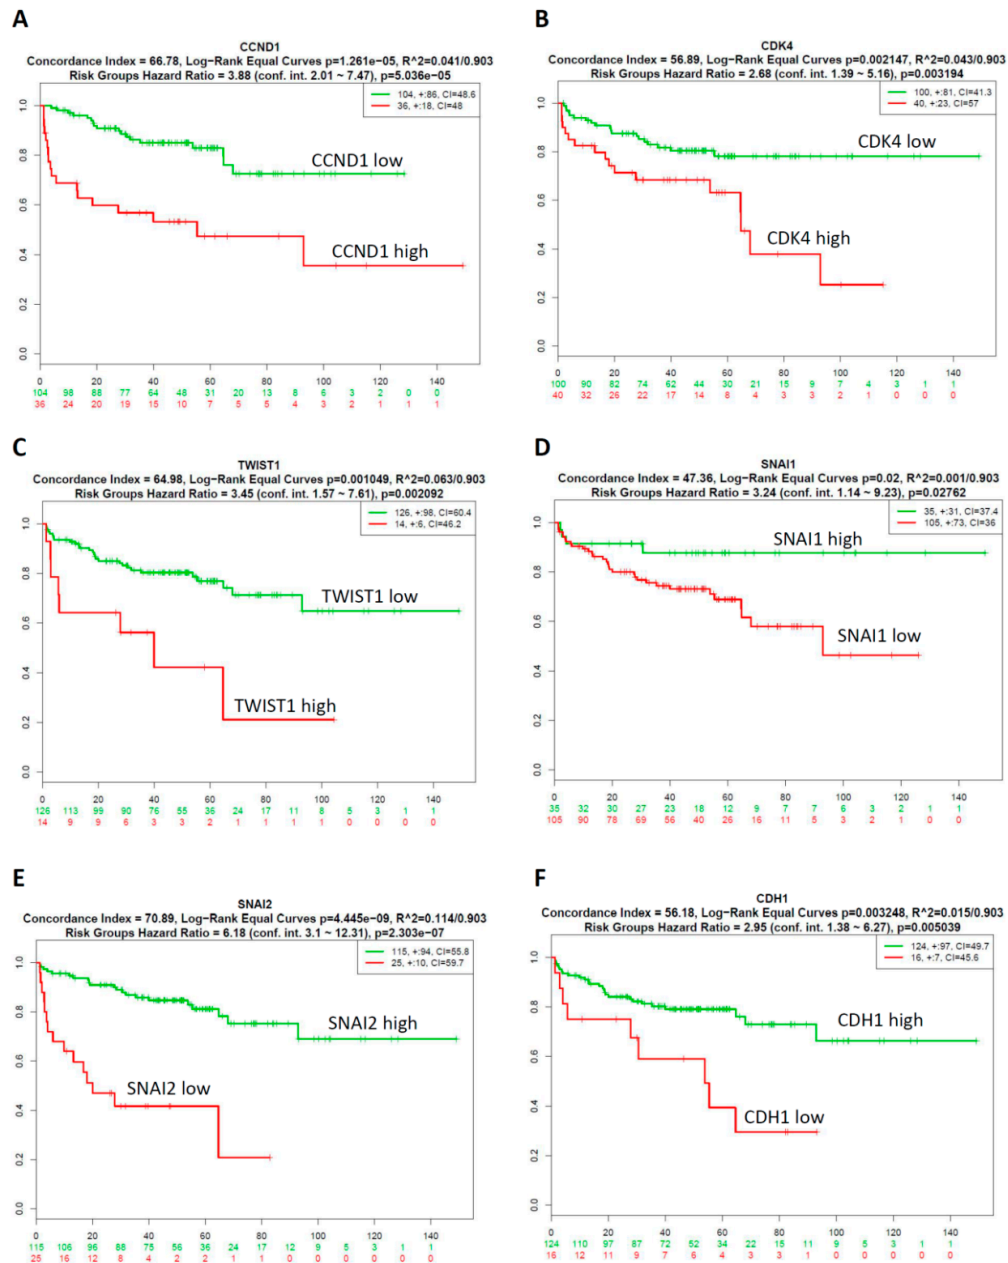 A
CCND1
Concordance Index = 66.78, Log-Rank Equal Curves p=1.261e-05, R^2=0.041/0.903
Risk Groups Hazard Ratio = 3.88 (conf. int. 2.01 ~ 7.47), p=5.036e-05
104, +:86, CI=48.6
36, +:18, CI=48
CCND1 low
CCND1 high
1.0
0.8
0.6
0.4
0.2
0.0
0 20 40 60 80 100 120 140
104 98 88 77 64 48 31 20 13 8 6 3 2 0 0
36 24 20 19 15 10 7 5 5 4 3 2 1 1 1
B
CDK4
Concordance Index = 56.89, Log-Rank Equal Curves p=0.002147, R^2=0.043/0.903
Risk Groups Hazard Ratio = 2.68 (conf. int. 1.39 ~ 5.16), p=0.003194
100, +:81, CI=41.3
40, +:23, CI=57
CDK4 low
CDK4 high
1.0
0.8
0.6
0.4
0.2
0.0
0 20 40 60 80 100 120 140
100 90 82 74 62 44 30 21 15 9 7 4 3 1 1
40 32 26 22 17 14 8 4 3 3 2 1 0 0 0
C
TWIST1
Concordance Index = 64.98, Log-Rank Equal Curves p=0.001049, R^2=0.063/0.903
Risk Groups Hazard Ratio = 3.45 (conf. int. 1.57 ~ 7.61), p=0.002092
126, +:98, CI=60.4
14, +:6, CI=46.2
TWIST1 low
TWIST1 high
1.0
0.8
0.6
0.4
0.2
0.0
0 20 40 60 80 100 120 140
126 113 99 90 76 55 36 24 17 11 8 5 3 1 1
14 9 9 6 3 3 2 1 1 1 1 0 0 0 0
D
SNAI1
Concordance Index = 47.36, Log-Rank Equal Curves p=0.02, R^2=0.001/0.903
Risk Groups Hazard Ratio = 3.24 (conf. int. 1.14 ~ 9.23), p=0.02762
35, +:31, CI=37.4
105, +:73, CI=36
SNAI1 high
SNAI1 low
1.0
0.8
0.6
0.4
0.2
0.0
0 20 40 60 80 100 120 140
35 32 30 27 23 18 12 9 7 7 6 3 2 1 1
105 90 78 69 56 40 26 16 11 5 3 2 1 0 0
E
SNAI2
Concordance Index = 70.89, Log-Rank Equal Curves p=4.445e-09, R^2=0.114/0.903
Risk Groups Hazard Ratio = 6.18 (conf. int. 3.1 ~ 12.31), p=2.303e-07
115, +:94, CI=55.8
25, +:10, CI=59.7
SNAI2 high
SNAI2 low
1.0
0.8
0.6
0.4
0.2
0.0
0 20 40 60 80 100 120 140
115 106 96 88 75 56 36 24 17 12 9 5 3 1 1
25 16 12 8 4 2 2 1 1 0 0 0 0 0 0
F
CDH1
Concordance Index = 56.18, Log-Rank Equal Curves p=0.003248, R^2=0.015/0.903
Risk Groups Hazard Ratio = 2.95 (conf. int. 1.38 ~ 6.27), p=0.005039
124, +:97, CI=49.7
16, +:7, CI=45.6
CDH1 high
CDH1 low
1.0
0.8
0.6
0.4
0.2
0.0
0 20 40 60 80 100 120 140
124 110 97 87 72 52 34 22 15 11 9 5 3 1 1
16 12 11 9 7 6 4 3 3 1 0 0 0 0 0